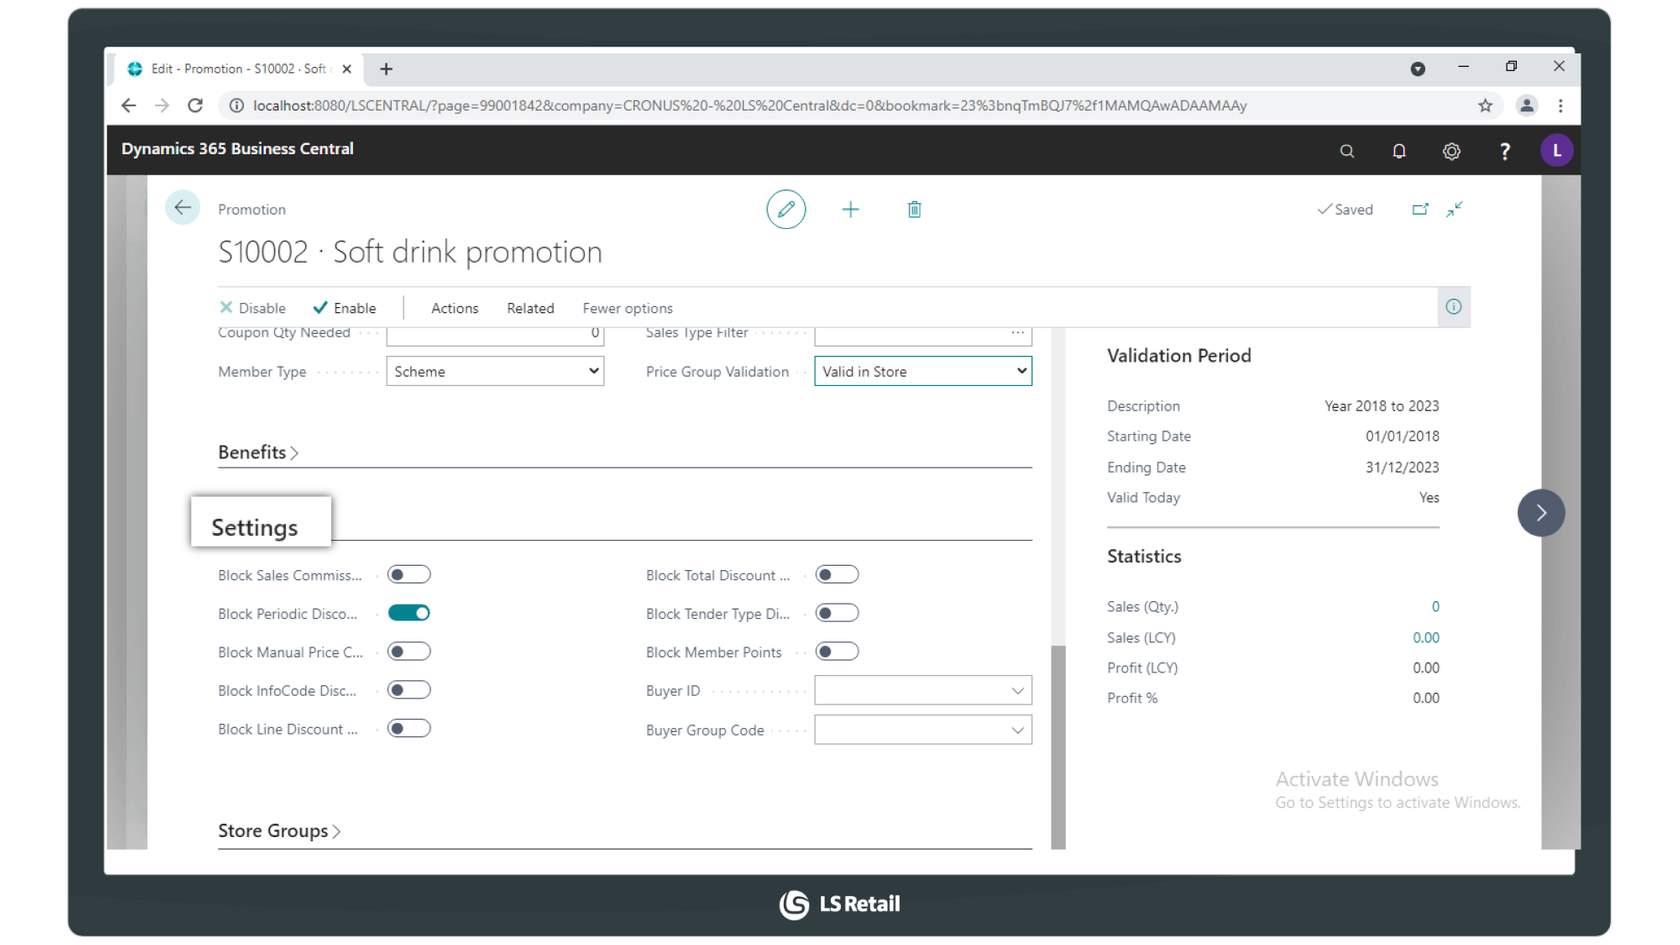 Edit - Promotion - S10002 · Soft
localhost:8080/LSCENTRAL/?page=99001842&company=CRONUS%20-%20LS%20Central&dc=0&bookmark=23%3bnqTmBQJ7%2f1MAMQAwADAAMAAy
Dynamics 365 Business Central
? L
Promotion
Saved
S10002 · Soft drink promotion
Disable Enable Actions Related Fewer options
Coupon Qty Needed 0 Sales Type Filter ...
Member Type Scheme Price Group Validation Valid in Store
Benefits
Settings
Block Sales Commiss... Block Total Discount ...
Block Periodic Disco... Block Tender Type Di...
Block Manual Price C... Block Member Points
Block InfoCode Disc... Buyer ID
Block Line Discount ... Buyer Group Code
Store Groups
Validation Period
Description Year 2018 to 2023
Starting Date 01/01/2018
Ending Date 31/12/2023
Valid Today Yes
Statistics
Sales (Qty.) 0
Sales (LCY) 0.00
Profit (LCY) 0.00
Profit % 0.00
Activate Windows
Go to Settings to activate Windows.
LS Retail